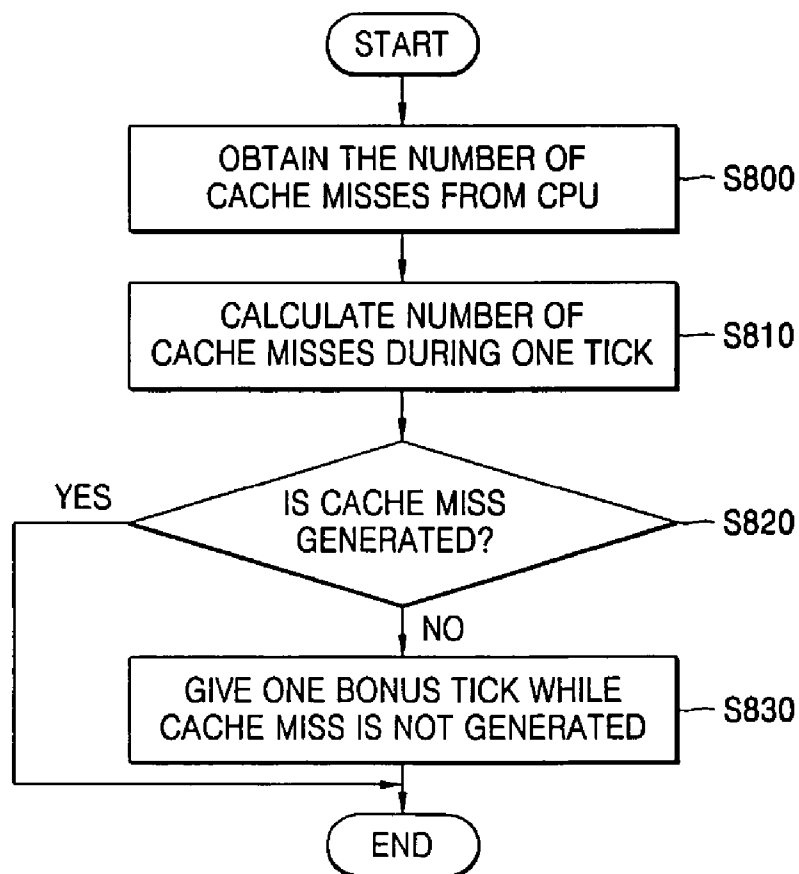 START
OBTAIN THE NUMBER OF
CACHE MISSES FROM CPU
S800
CALCULATE NUMBER OF
CACHE MISSES DURING ONE TICK
S810
YES
IS CACHE MISS
GENERATED?
S820
NO
GIVE ONE BONUS TICK WHILE
CACHE MISS IS NOT GENERATED
S830
END